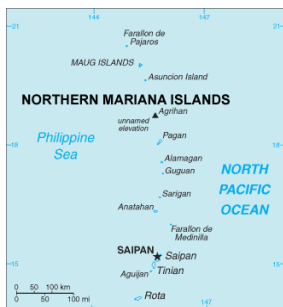 144
147
21
21
Farallon de
Pajaros
MAUG ISLANDS
Asuncion Island
NORTHERN MARIANA ISLANDS
Agrihan
unnamed
elevation
Philippine
Sea
Pagan
18
18
Alamagan
Guguan
NORTH
PACIFIC
OCEAN
Sarigan
Anatahan
Farallon de
Medinilla
SAIPAN
Saipan
Tinian
Aguijan
15
15
0 50 100 km
0 50 100 mi
Rota
147